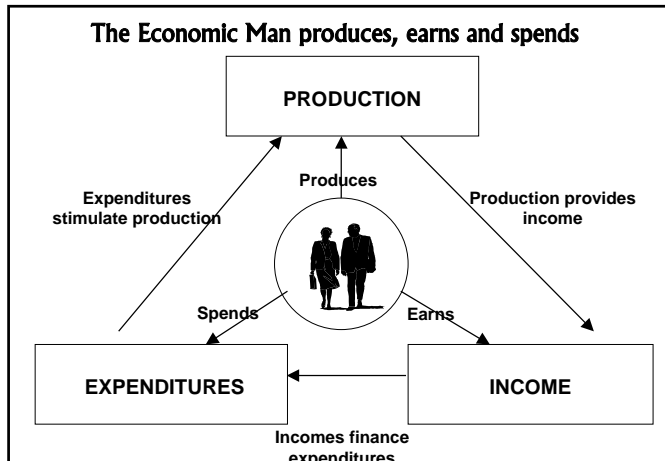 The Economic Man produces, earns and spends
PRODUCTION
Expenditures
stimulate production
Produces
Production provides
income
Spends
Earns
EXPENDITURES
INCOME
Incomes finance
expenditures